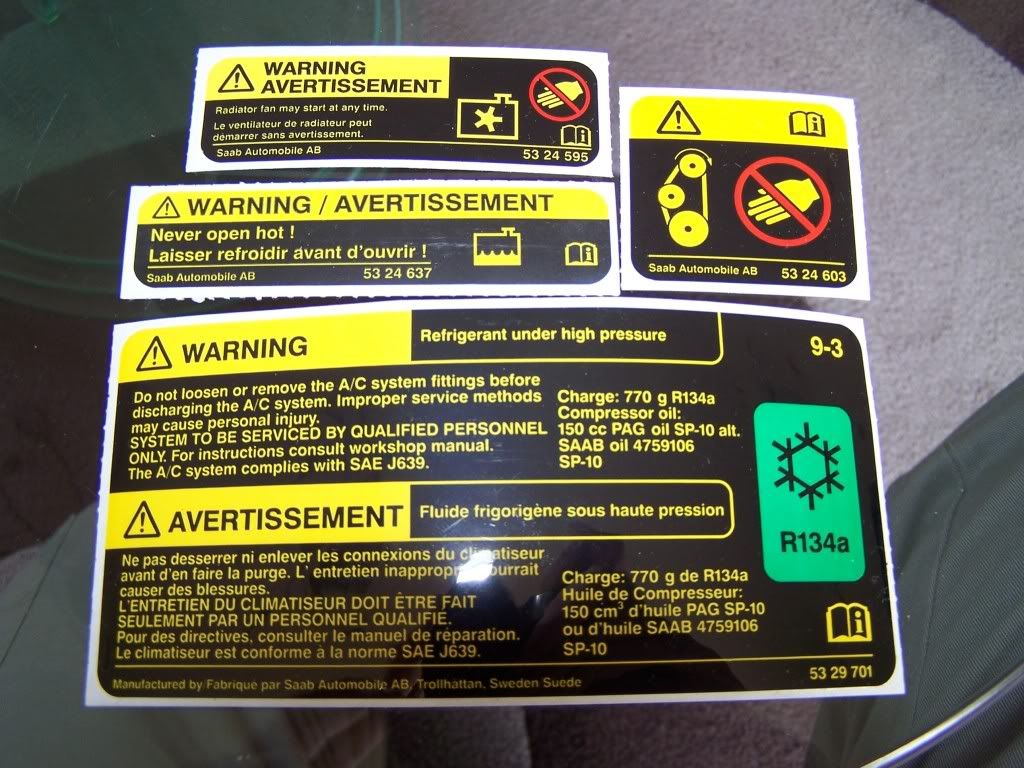 WARNING
AVERTISSEMENT
Radiator fan may start at any time.
Le ventilateur de radiateur peut
démarrer sans avertissement.
Saab Automobile AB
53 24 595
Saab Automobile AB
53 24 603
WARNING / AVERTISSEMENT
Never open hot !
Laisser refroidir avant d'ouvrir !
Saab Automobile AB
53 24 637
WARNING
Refrigerant under high pressure
9-3
Do not loosen or remove the A/C system fittings before
discharging the A/C system. Improper service methods
may cause personal injury.
SYSTEM TO BE SERVICED BY QUALIFIED PERSONNEL
ONLY. For instructions consult workshop manual.
The A/C system complies with SAE J639.
Charge: 770 g R134a
Compressor oil:
150 cc PAG oil SP-10 alt.
SAAB oil 4759106
SP-10
R134a
AVERTISSEMENT
Fluide frigorigène sous haute pression
Ne pas desserrer ni enlever les connexions du climatiseur
avant d'en faire la purge. L' entretien inapproprié pourrait
causer des blessures.
L'ENTRETIEN DU CLIMATISEUR DOIT ÊTRE FAIT
SEULEMENT PAR UN PERSONNEL QUALIFIE.
Pour des directives, consulter le manuel de réparation.
Le climatiseur est conforme à la norme SAE J639.
Charge: 770 g de R134a
Huile de Compresseur:
150 cm³ d'huile PAG SP-10
ou d'huile SAAB 4759106
SP-10
53 29 701
Manufactured by/Fabrique par Saab Automobile AB, Trollhattan, Sweden Suede